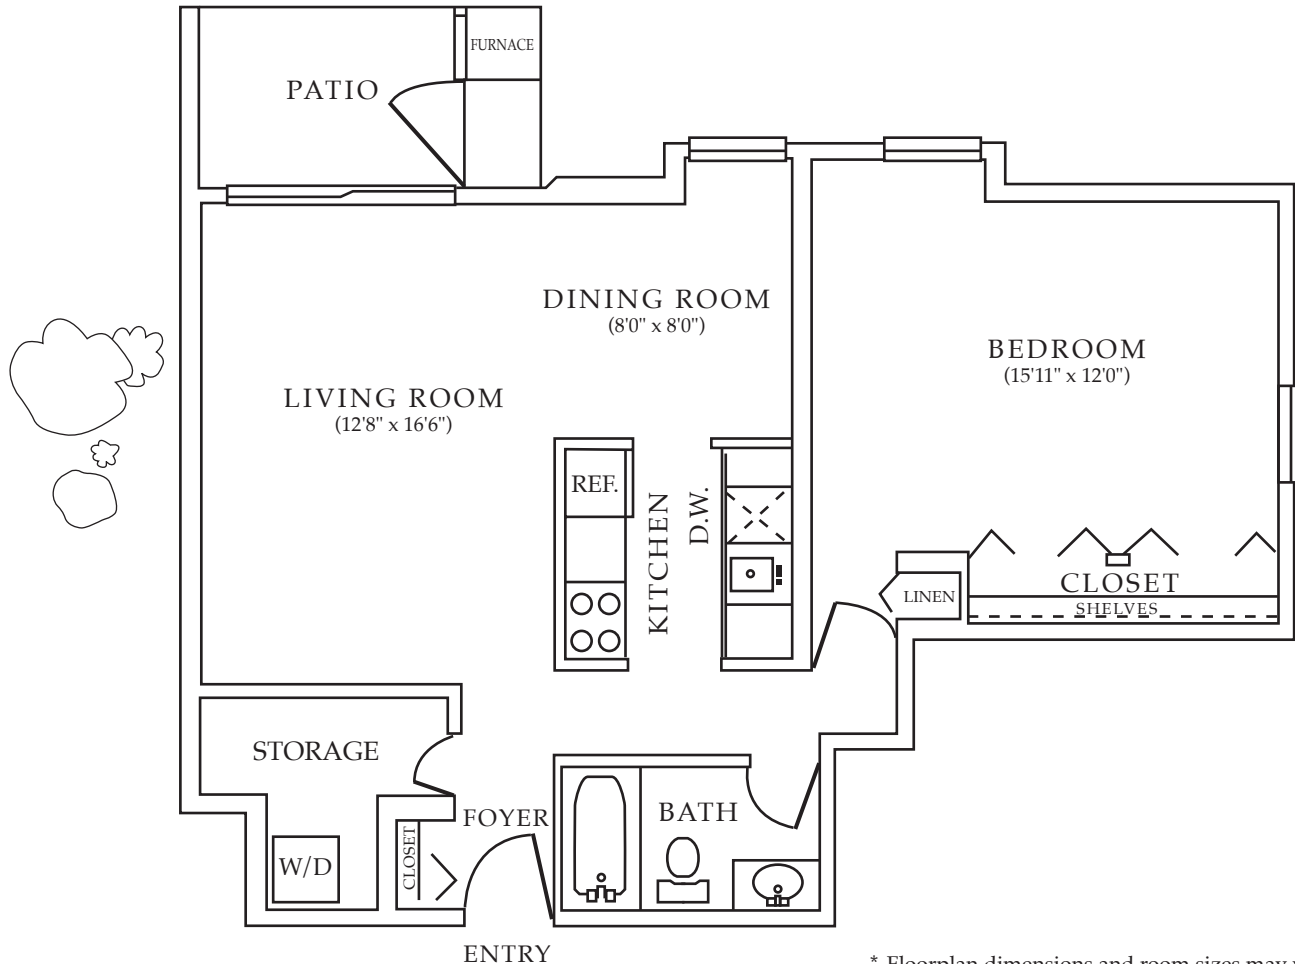 FURNACE
PATIO
DINING ROOM
(8'0" x 8'0")
BEDROOM
(15'11" x 12'0")
LIVING ROOM
(12'8" x 16'6")
REF.
KITCHEN
D.W.
CLOSET
SHELVES
LINEN
STORAGE
FOYER
BATH
CLOSET
W/D
ENTRY
* Floorplan dimensions and room sizes may